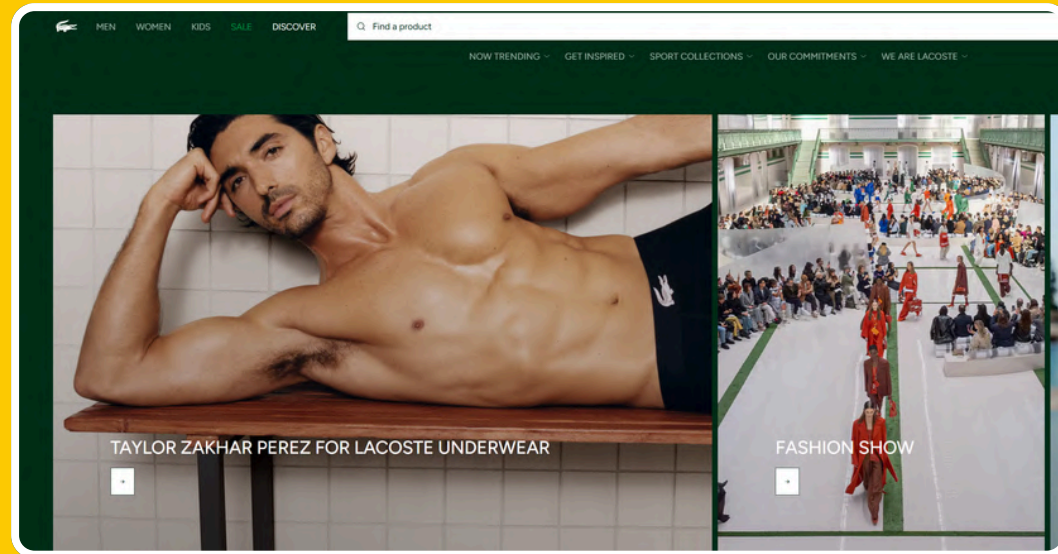 MEN WOMEN KIDS SALE DISCOVER Find a product
NOW TRENDING GET INSPIRED SPORT COLLECTIONS OUR COMMITMENTS WE ARE LACOSTE
TAYLOR ZAKHAR PEREZ FOR LACOSTE UNDERWEAR
FASHION SHOW